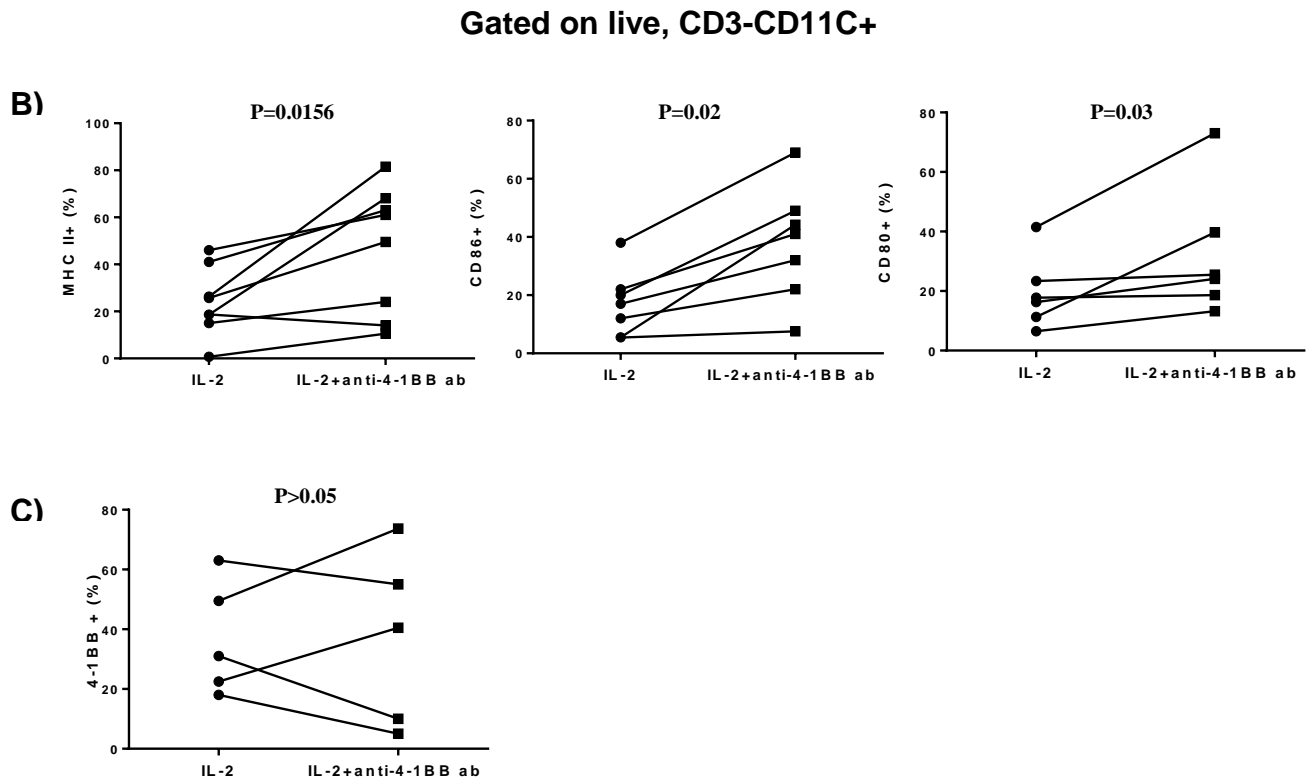 Gated on live, CD3-CD11C+
B)
P=0.0156
MHC II+ (%)
100
80
60
40
20
0
IL-2
IL-2+anti-4-1BB ab
P=0.02
CD86+ (%)
80
60
40
20
0
IL-2
IL-2+anti-4-1BB ab
P=0.03
CD80+ (%)
80
60
40
20
0
IL-2
IL-2+anti-4-1BB ab
C)
P>0.05
4-1BB + (%)
80
60
40
20
0
IL-2
IL-2+anti-4-1BB ab